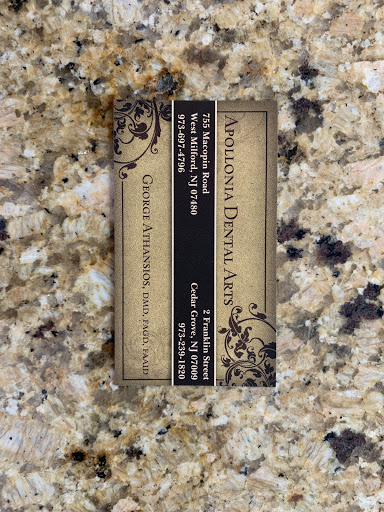 APOLLONIA DENTAL ARTS
755 Macopin Road
West Milford, NJ 07480
973-697-4796
2 Franklin Street
Cedar Grove, NJ 07009
973-239-1820
GEORGE ATHANSIOS, DMD, FAGD, FAAID